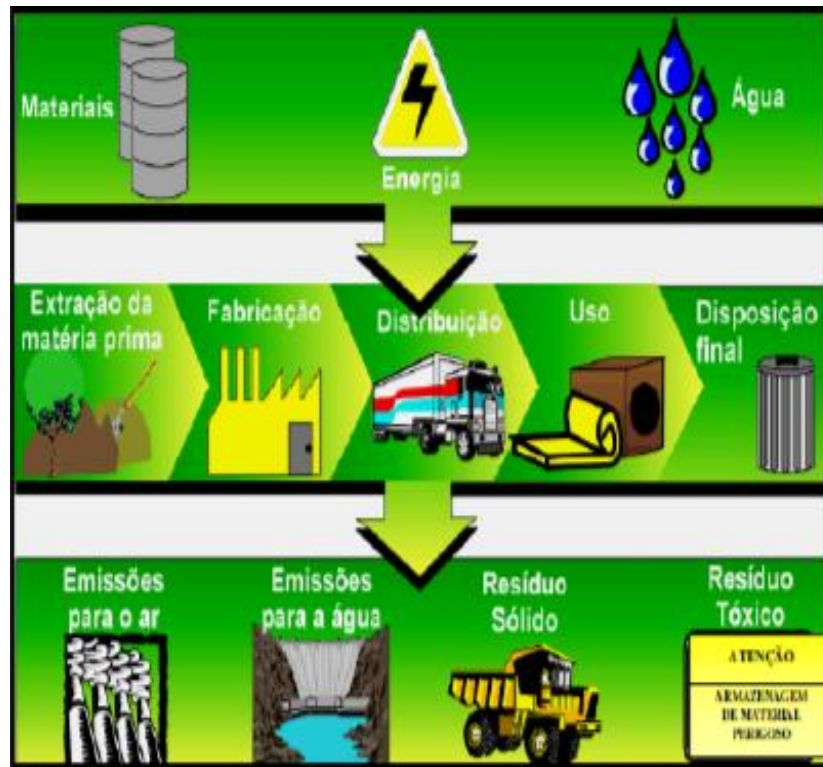 Materiais
Energia
Água
Extração da
matéria prima
Fabricação
Distribuição
Uso
Disposição
final
Emissões
para o ar
Emissões
para a água
Resíduo
Sólido
Resíduo
Tóxico
ATENÇÃO
ARMAZENAGEM
DE MATERIAL
PERIGOSO